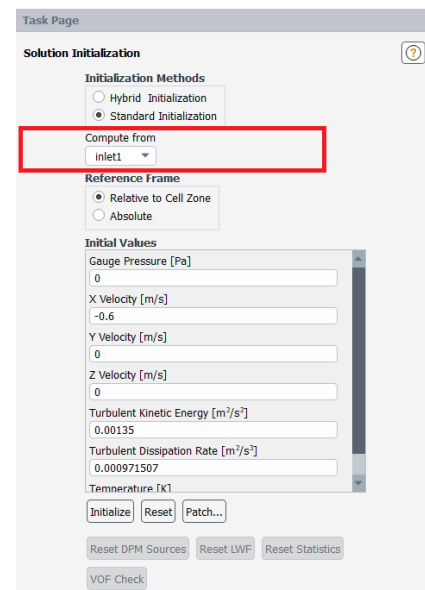 Task Page
Solution Initialization
?
Initialization Methods
Hybrid Initialization
Standard Initialization
Compute from
inlet1
Reference Frame
Relative to Cell Zone
Absolute
Initial Values
Gauge Pressure [Pa]
0
X Velocity [m/s]
-0.6
Y Velocity [m/s]
0
Z Velocity [m/s]
0
Turbulent Kinetic Energy [m²/s²]
0.00135
Turbulent Dissipation Rate [m²/s³]
0.000971507
Temperature [K]
Initialize Reset Patch...
Reset DPM Sources Reset LWF Reset Statistics
VOF Check